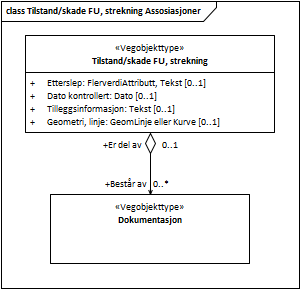 class Tilstand/skade FU, strekning Assosiasjoner
«Vegobjekttype»
Tilstand/skade FU, strekning
+ Etterslep: FlerverdiAttributt, Tekst [0..1]
+ Dato kontrollert: Dato [0..1]
+ Tilleggsinformasjon: Tekst [0..1]
+ Geometri, linje: GeomLinje eller Kurve [0..1]
+Er del av 0..1
+Består av 0..*
«Vegobjekttype»
Dokumentasjon